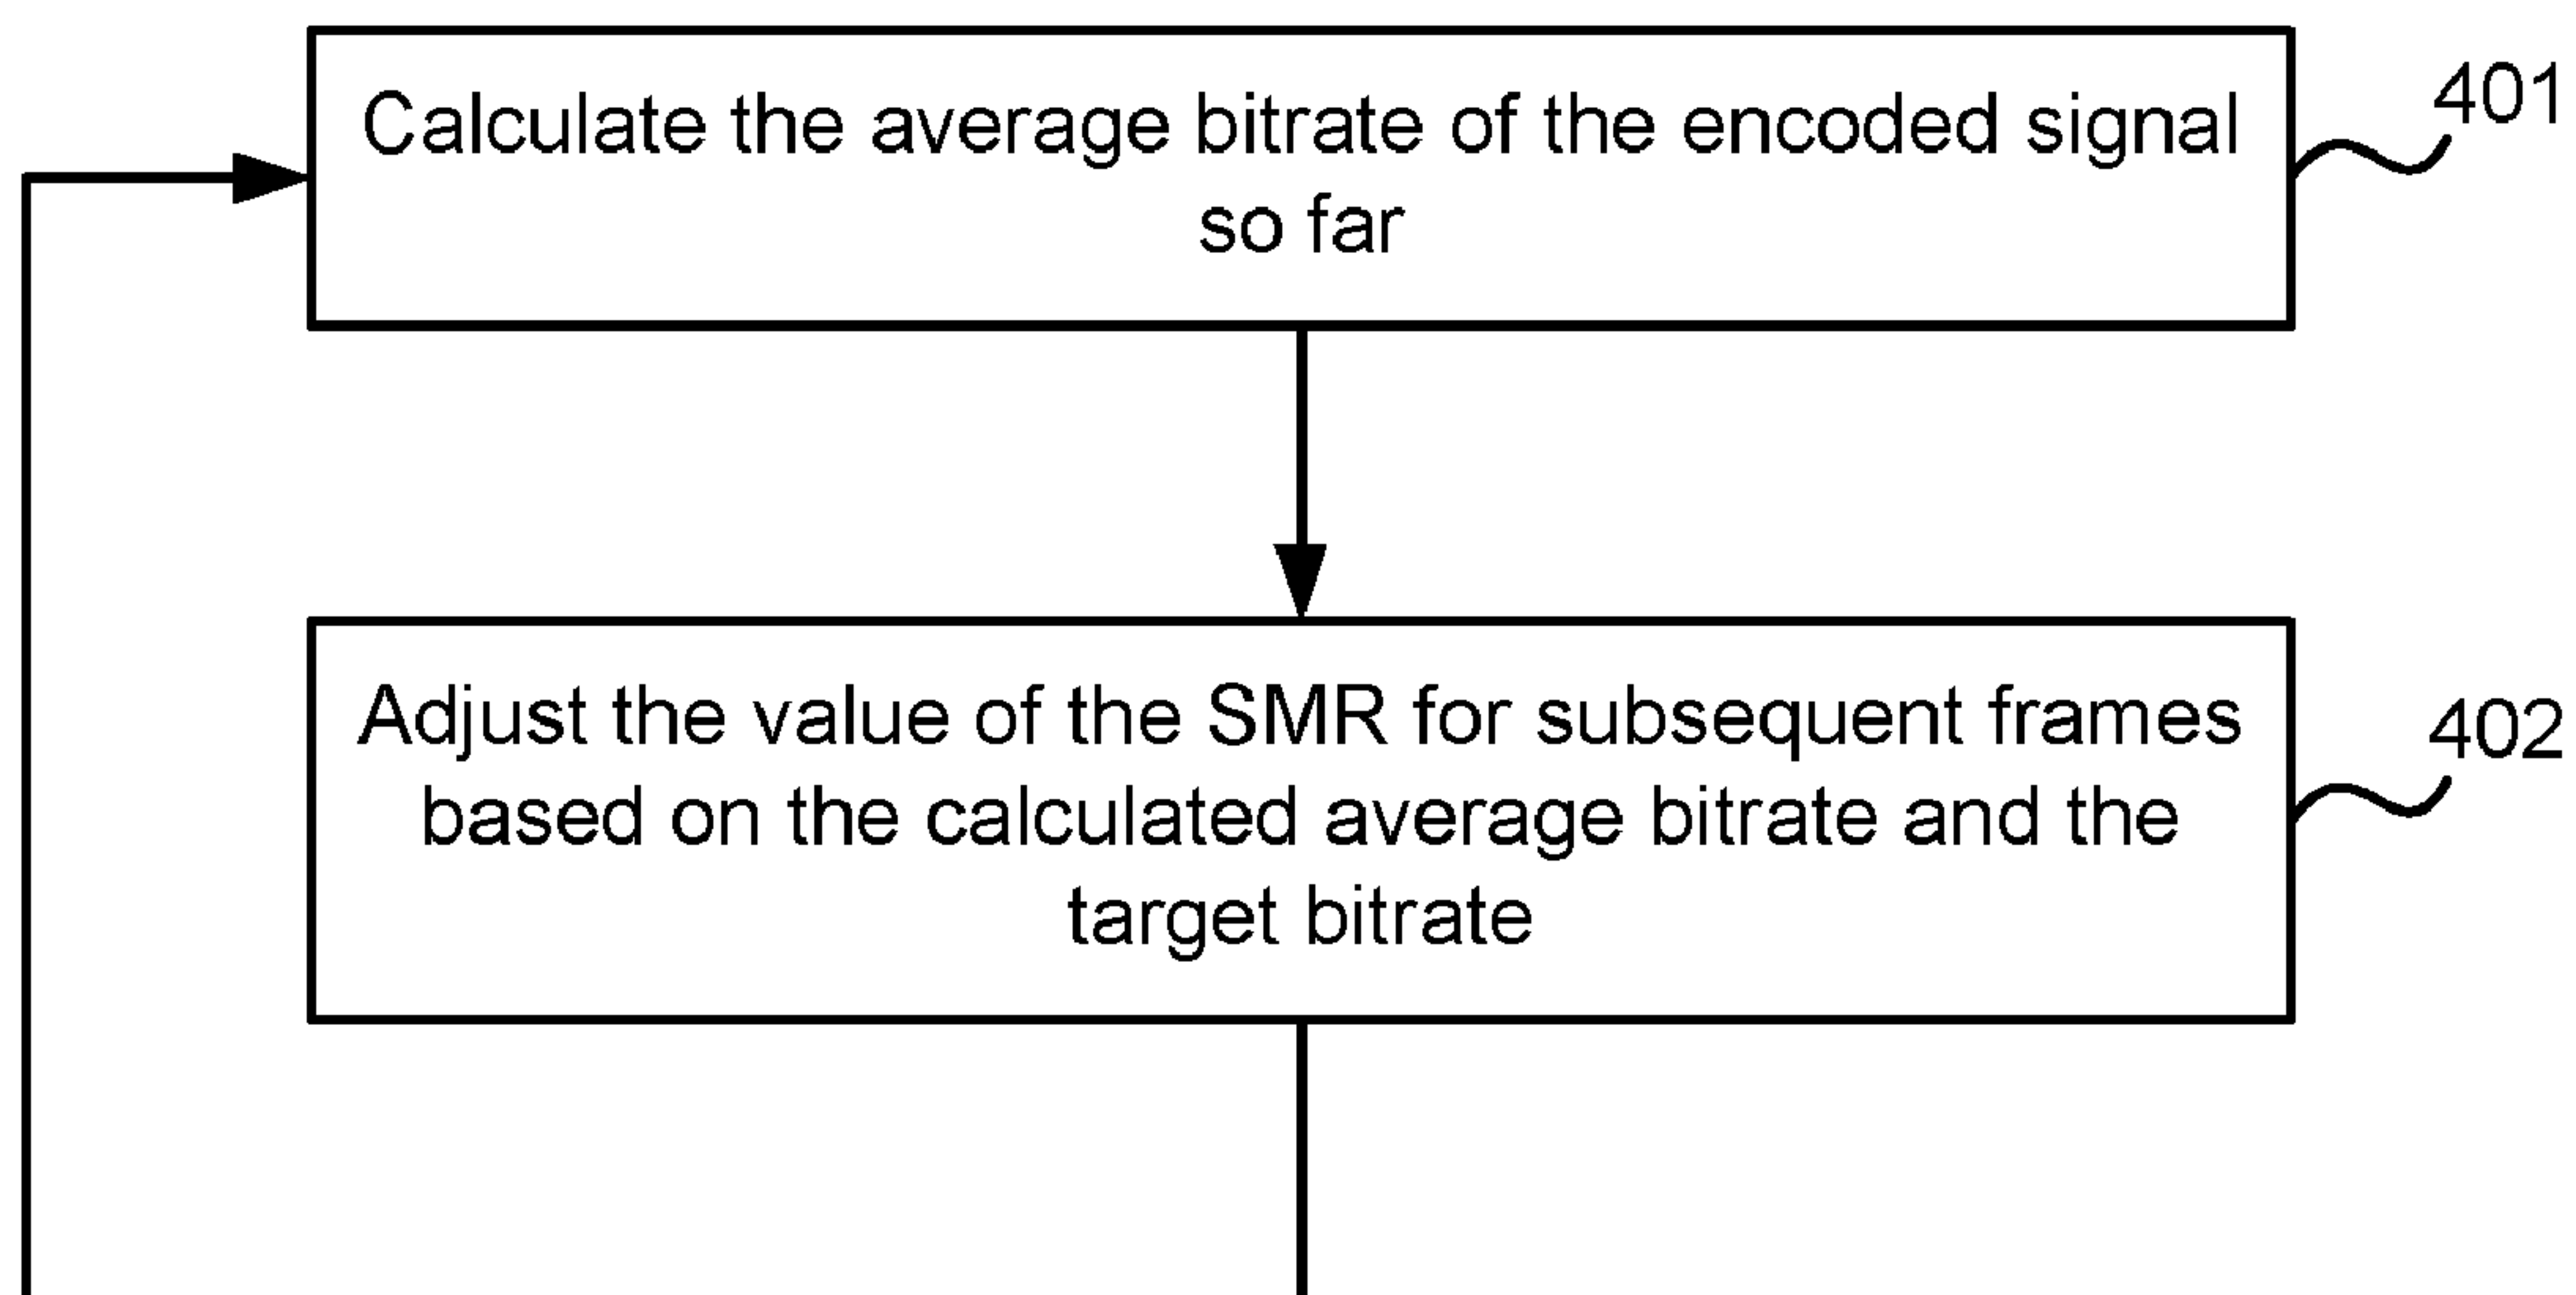 Calculate the average bitrate of the encoded signal
so far
401
Adjust the value of the SMR for subsequent frames
based on the calculated average bitrate and the
target bitrate
402